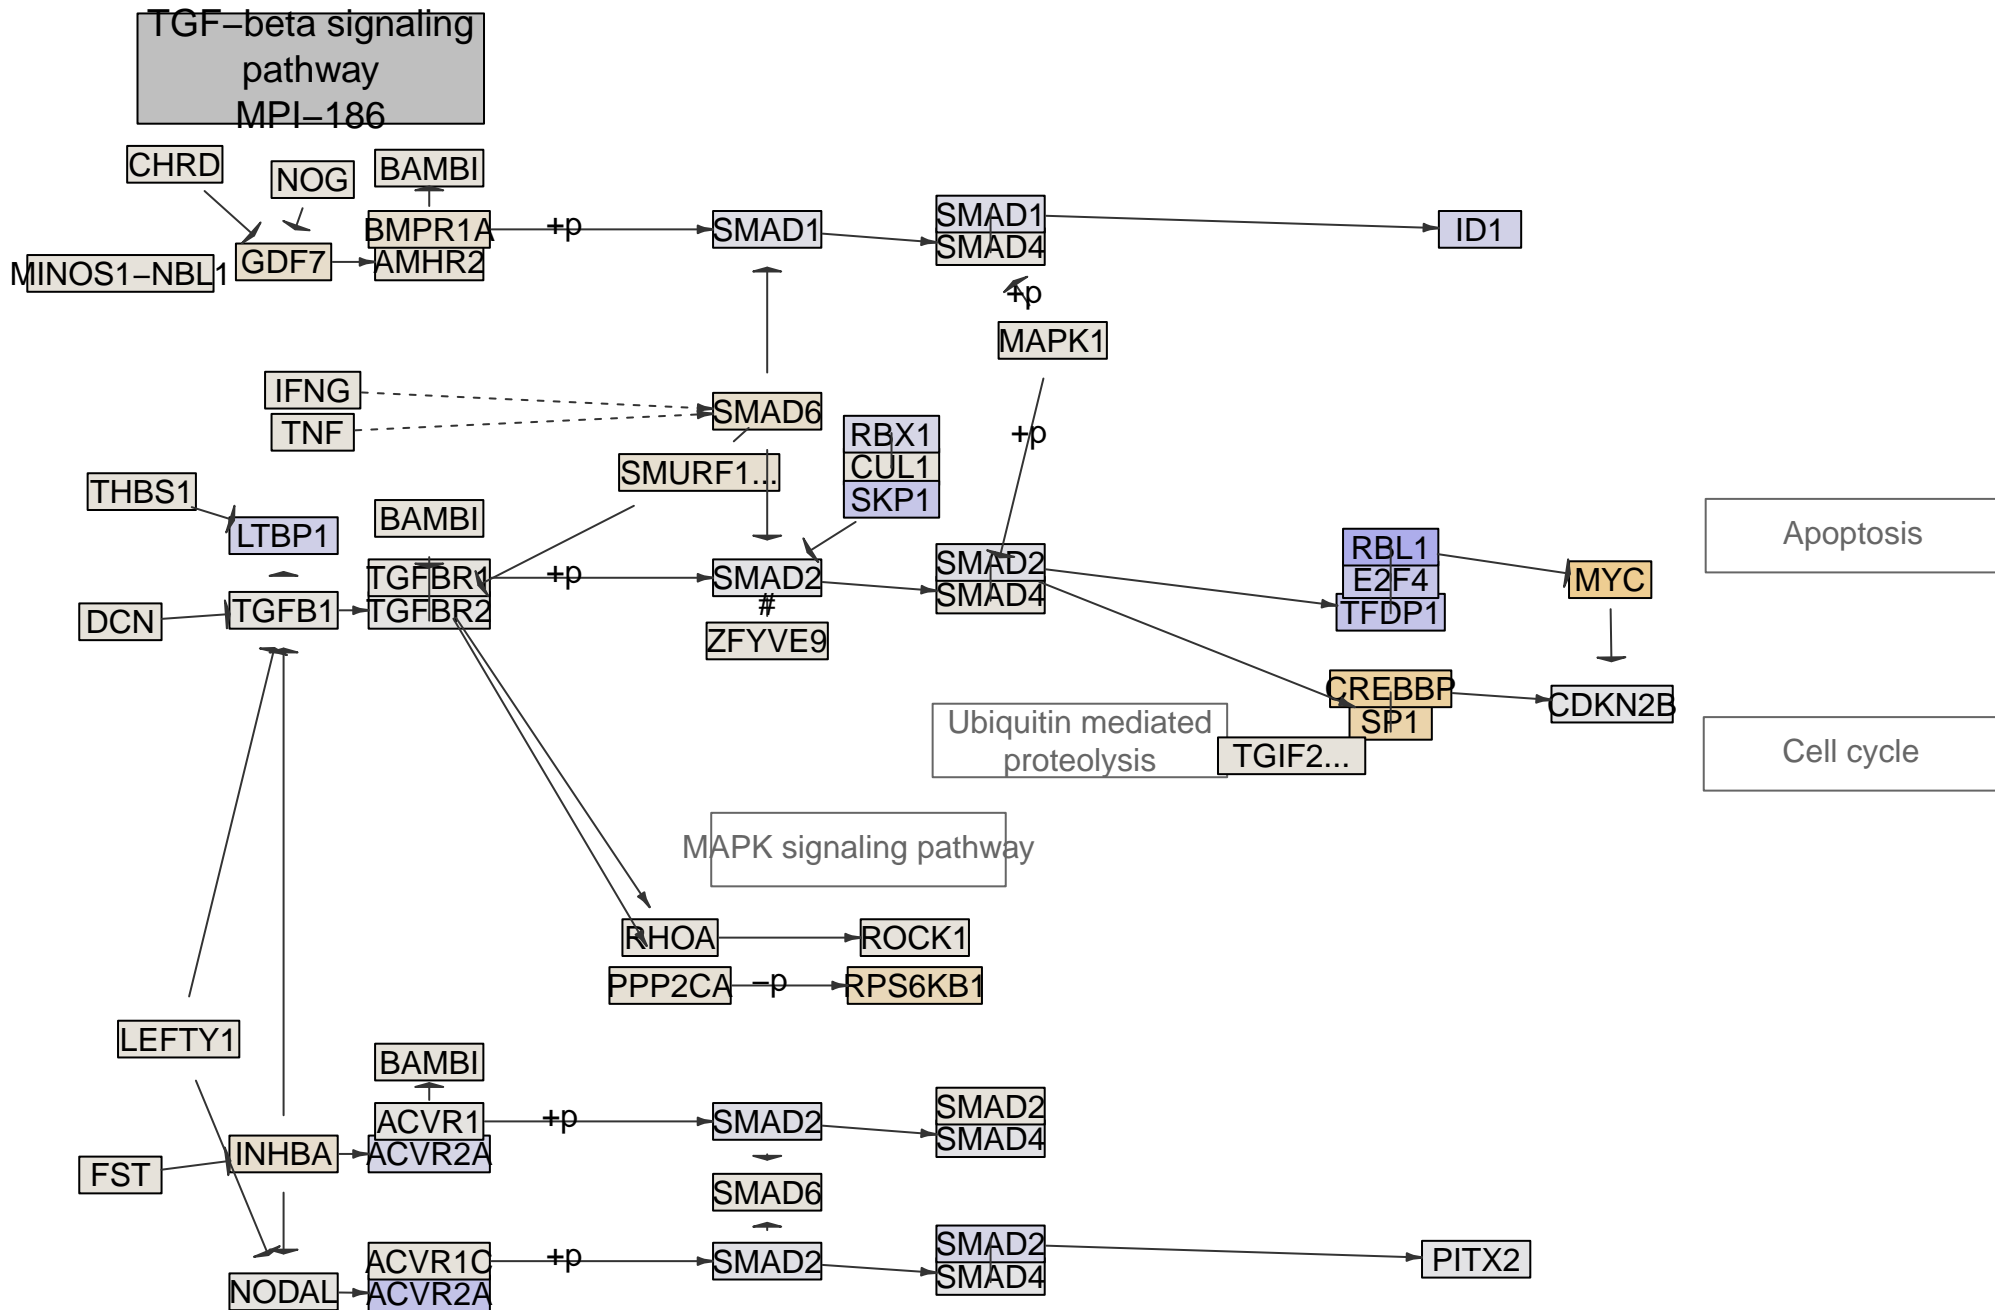 TGF−beta signaling
pathway
MPI−186
CHRD
NOG
BAMBI
BMPR1A
+p
SMAD1
SMAD1
SMAD4
ID1
MINOS1−NBL1
GDF7
AMHR2
+p
MAPK1
IFNG
TNF
SMAD6
RBX1
CUL1
SKP1
+p
SMURF1...
THBS1
LTBP1
BAMBI
Apoptosis
TGFBR1
TGFBR2
+p
SMAD2
#
ZFYVE9
SMAD2
SMAD4
RBL1
E2F4
TFDP1
MYC
DCN
TGFB1
CREBBP
SP1
CDKN2B
Ubiquitin mediated
proteolysis
TGIF2...
Cell cycle
MAPK signaling pathway
RHOA
ROCK1
PPP2CA
−p
RPS6KB1
LEFTY1
BAMBI
ACVR1
ACVR2A
+p
SMAD2
SMAD2
SMAD4
FST
INHBA
SMAD6
ACVR1C
ACVR2A
+p
SMAD2
SMAD2
SMAD4
PITX2
NODAL